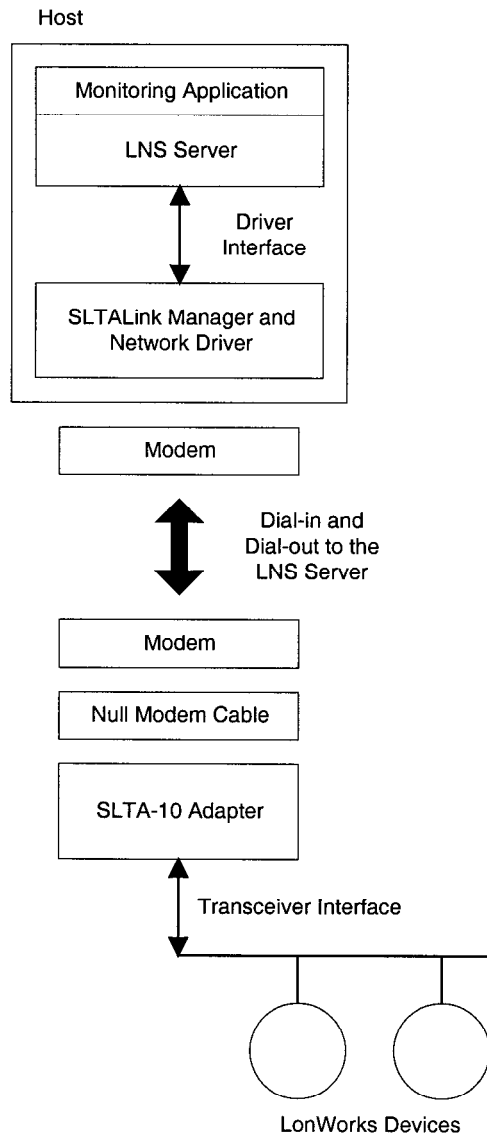 Host
Monitoring Application
LNS Server
Driver
Interface
SLTALink Manager and
Network Driver
Modem
Dial-in and
Dial-out to the
LNS Server
Modem
Null Modem Cable
SLTA-10 Adapter
Transceiver Interface
LonWorks Devices